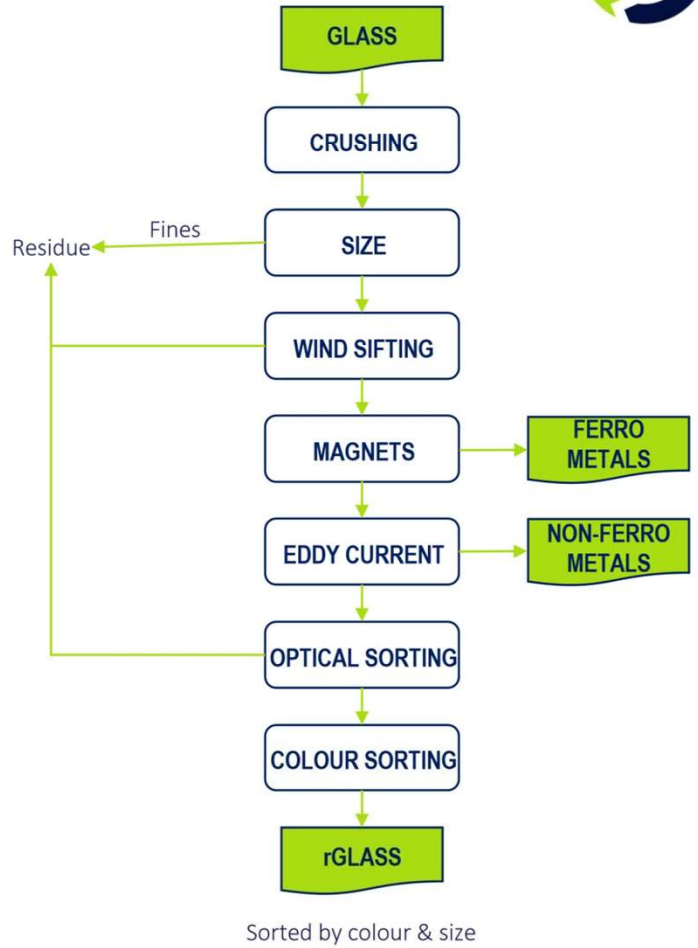 GLASS
CRUSHING
Fines
Residue
SIZE
WIND SIFTING
MAGNETS
FERRO
METALS
EDDY CURRENT
NON-FERRO
METALS
OPTICAL SORTING
COLOUR SORTING
rGLASS
Sorted by colour & size